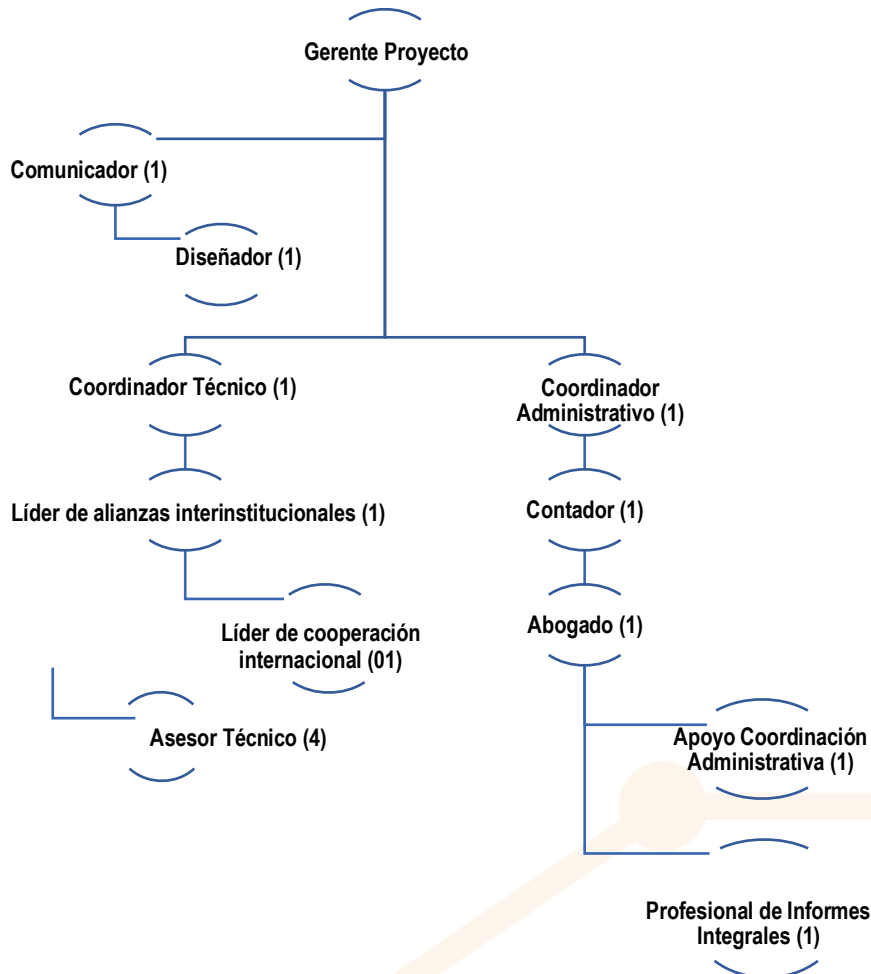 Gerente Proyecto
Comunicador (1)
Diseñador (1)
Coordinador Técnico (1)
Coordinador
Administrativo (1)
Líder de alianzas interinstitucionales (1)
Contador (1)
Líder de cooperación
internacional (01)
Abogado (1)
Asesor Técnico (4)
Apoyo Coordinación
Administrativa (1)
Profesional de Informes
Integrales (1)